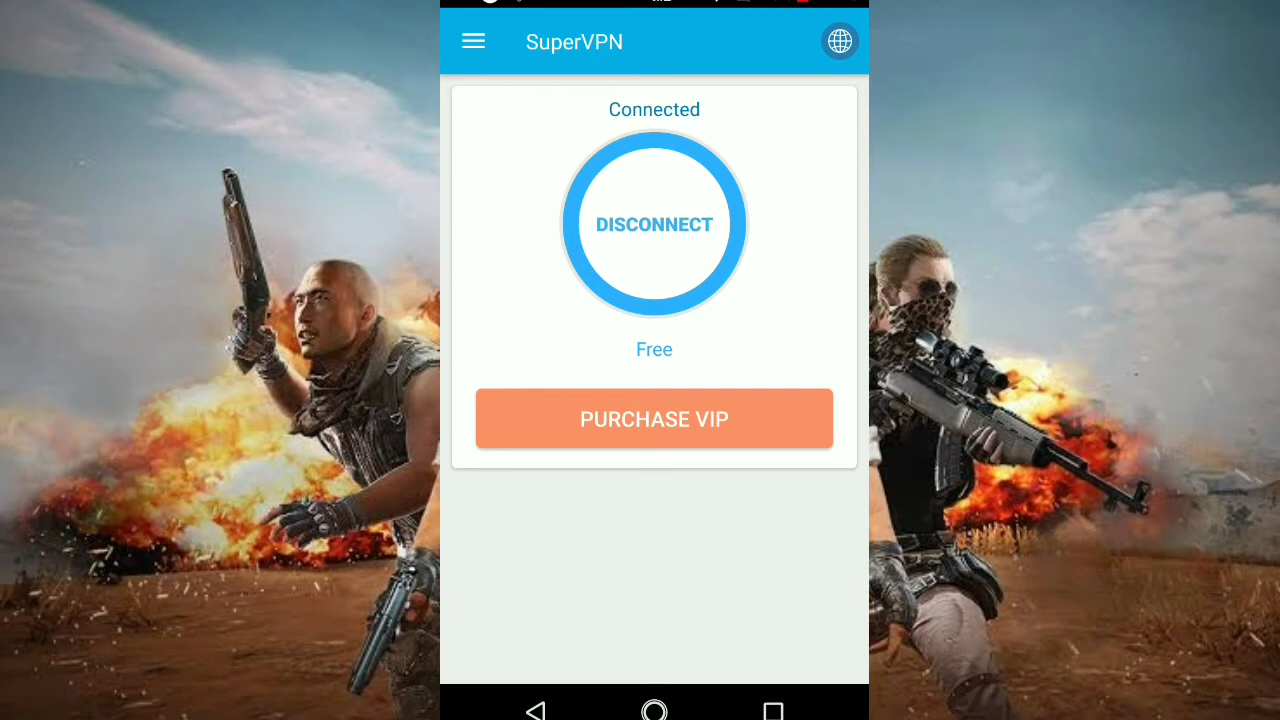 SuperVPN
Connected
DISCONNECT
Free
PURCHASE VIP